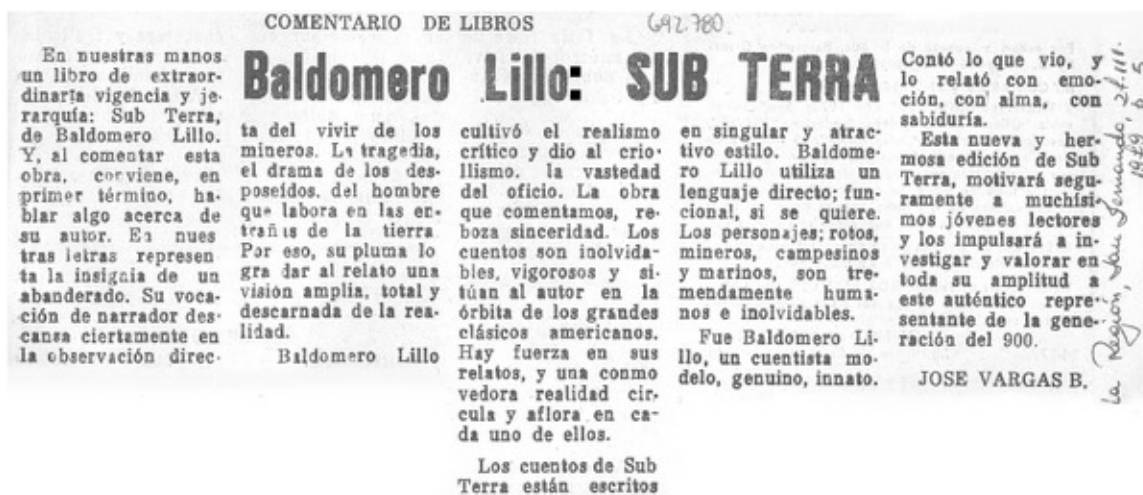 COMENTARIO DE LIBROS
692.780
Baldomero Lillo: SUB TERRA
En nuestras manos
un libro de extraor-
dinaria vigencia y je-
rarquía: Sub Terra,
de Baldomero Lillo.
Y, al comentar esta
obra, conviene, en
primer término, ha-
blar algo acerca de
su autor. En nues
tras letras represen
ta la insignia de un
abanderado. Su voca-
ción de narrador des-
cansa ciertamente en
la observación direc-
ta del vivir de los
mineros. La tragedia,
el drama de los des-
poseídos, del hombre
que labora en las en-
trañas de la tierra
Por eso, su pluma lo
gra dar al relato una
visión amplia, total y
descarnada de la rea-
lidad.
Baldomero Lillo
cultivó el realismo
crítico y dio al crio-
llismo, la vastedad
del oficio. La obra
que comentamos, re-
boza sinceridad. Los
cuentos son inolvida-
bles, vigorosos y si-
túan al autor en la
órbita de los grandes
clásicos americanos.
Hay fuerza en sus
relatos, y una conmo
vedora realidad cir-
cula y aflora en ca-
da uno de ellos.
Los cuentos de Sub
Terra están escritos
en singular y atrac-
tivo estilo. Baldome-
ro Lillo utiliza un
lenguaje directo; fun-
cional, si se quiere.
Los personajes; rotos,
mineros, campesinos
y marinos, son tre-
mendamente huma-
nos e inolvidables.
Fue Baldomero Li-
llo, un cuentista mo-
delo, genuino, innato.
Contó lo que vio, y
lo relató con emo-
ción, con alma, con
sabiduría.
Esta nueva y her-
mosa edición de Sub
Terra, motivará segu-
ramente a muchísi-
mos jóvenes lectores
y los impulsará a in-
vestigar y valorar en
toda su amplitud a
este auténtico repre-
sentante de la gene-
ración del 900.
JOSE VARGAS B.
La Región, San Fernando,